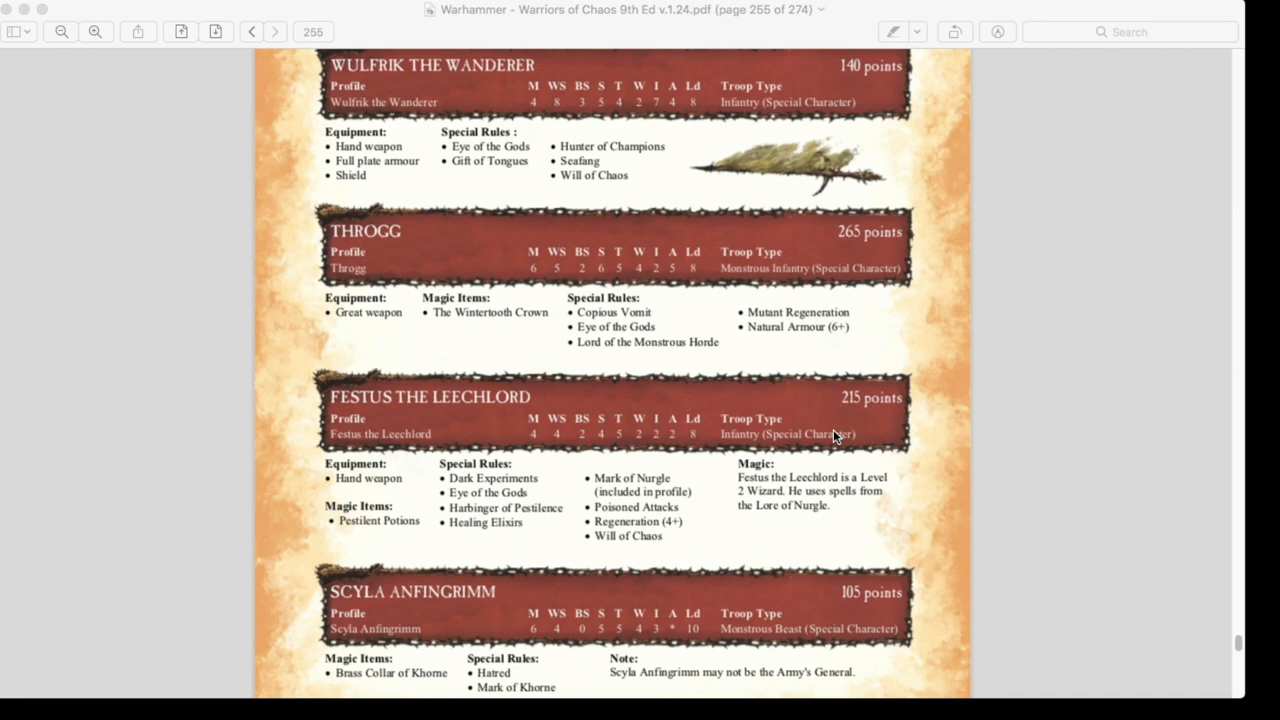 Warhammer - Warriors of Chaos 9th Ed v.1.24.pdf (page 255 of 274)
255
Search
WULFRIK THE WANDERER 140 points
Profile M WS BS S T W I A Ld Troop Type
Wulfrik the Wanderer 4 8 3 5 4 2 7 4 8 Infantry (Special Character)
Equipment: Special Rules :
• Hand weapon • Eye of the Gods • Hunter of Champions
• Full plate armour • Gift of Tongues • Seafang
• Shield • Will of Chaos
THROGG 265 points
Profile M WS BS S T W I A Ld Troop Type
Throgg 6 5 2 6 5 4 2 5 8 Monstrous Infantry (Special Character)
Equipment: Magic Items: Special Rules:
• Great weapon • The Wintertooth Crown • Copious Vomit • Mutant Regeneration
• Eye of the Gods • Natural Armour (6+)
• Lord of the Monstrous Horde
FESTUS THE LEECHLORD 215 points
Profile M WS BS S T W I A Ld Troop Type
Festus the Leechlord 4 4 2 4 5 2 2 2 8 Infantry (Special Character)
Equipment: Special Rules: Magic:
• Hand weapon • Dark Experiments • Mark of Nurgle Festus the Leechlord is a Level
• Eye of the Gods (included in profile) 2 Wizard. He uses spells from
Magic Items: • Harbinger of Pestilence • Poisoned Attacks the Lore of Nurgle.
• Pestilent Potions • Healing Elixirs • Regeneration (4+)
• Will of Chaos
SCYLA ANFINGRIMM 105 points
Profile M WS BS S T W I A Ld Troop Type
Scyla Anfingrimm 6 4 0 5 5 4 3 * 10 Monstrous Beast (Special Character)
Magic Items: Special Rules: Note:
• Brass Collar of Khorne • Hatred Scyla Anfingrimm may not be the Army's General.
• Mark of Khorne